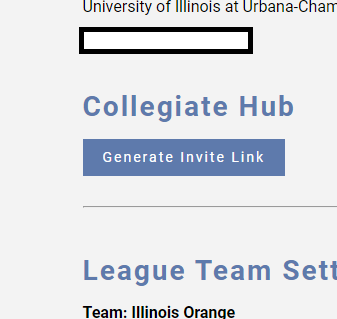 University of Illinois at Urbana-Cham
Collegiate Hub
Generate Invite Link
League Team Sett
Team: Illinois Orange